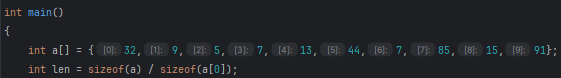 int main()
{
int a[] = { [0]: 32, [1]: 9, [2]: 5, [3]: 7, [4]: 13, [5]: 44, [6]: 7, [7]: 85, [8]: 15, [9]: 91};
int len = sizeof(a) / sizeof(a[0]);